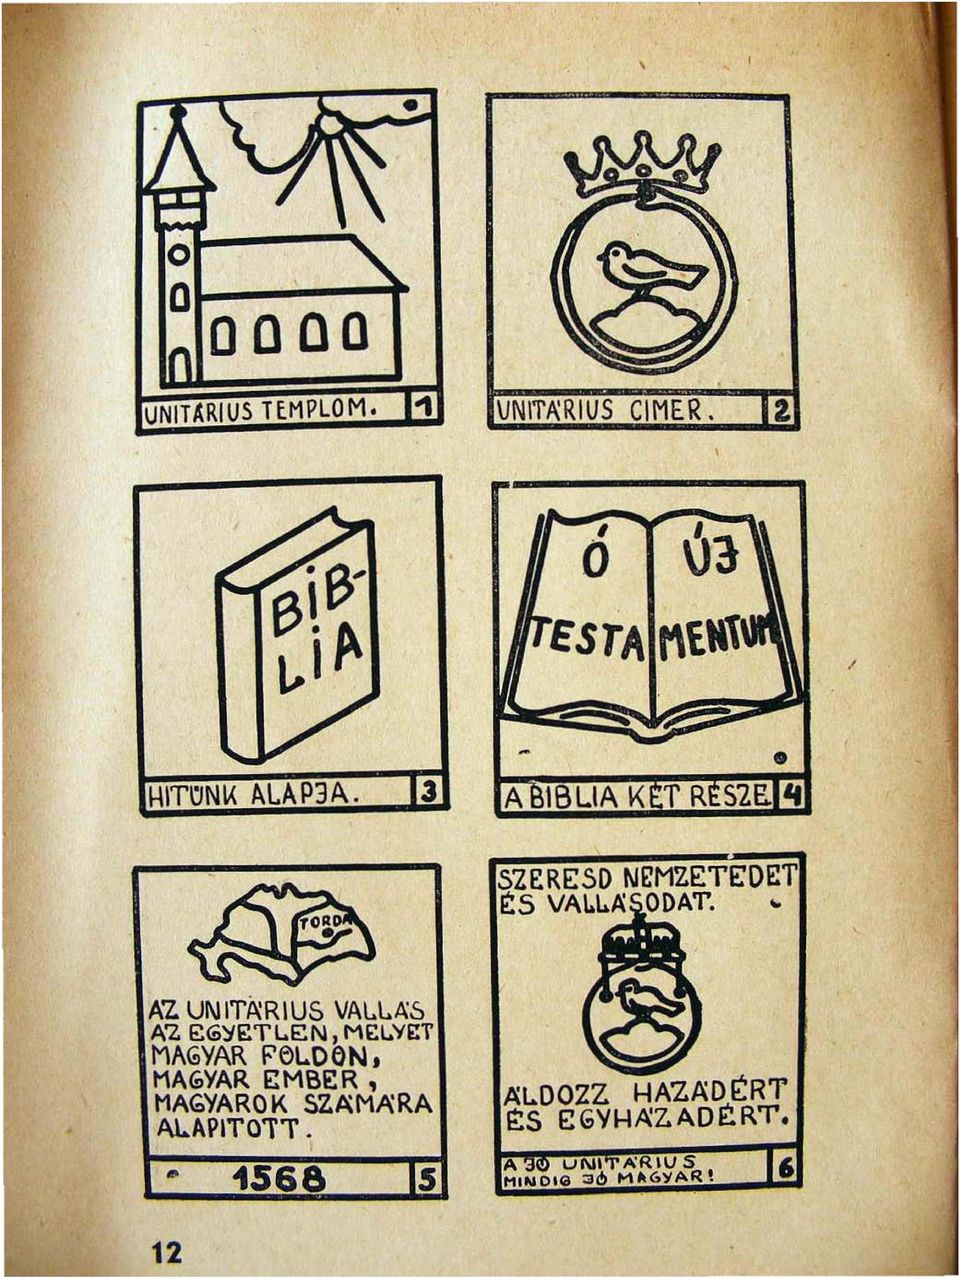 UNITÁRIUS TEMPLOM. 1
UNITÁRIUS CIMER. 2
BIB-
LIA
HITÜNK ALAPJA. 3
Ó ÚJ
TESTAMENTUM
A BIBLIA KÉT RÉSZE 4
TORDA
AZ UNITÁRIUS VALLÁS
AZ EGYETLEN, MELYET
MAGYAR FÖLDÖN,
MAGYAR EMBER,
MAGYAROK SZÁMÁRA
ALAPITOTT.
1568 5
SZERESD NEMZETEDET
ÉS VALLÁSODAT.
ÁLDOZZ HAZÁDÉRT
ÉS EGYHÁZADÉRT.
A JÓ UNITÁRIUS
MINDIG JÓ MAGYAR! 6
12